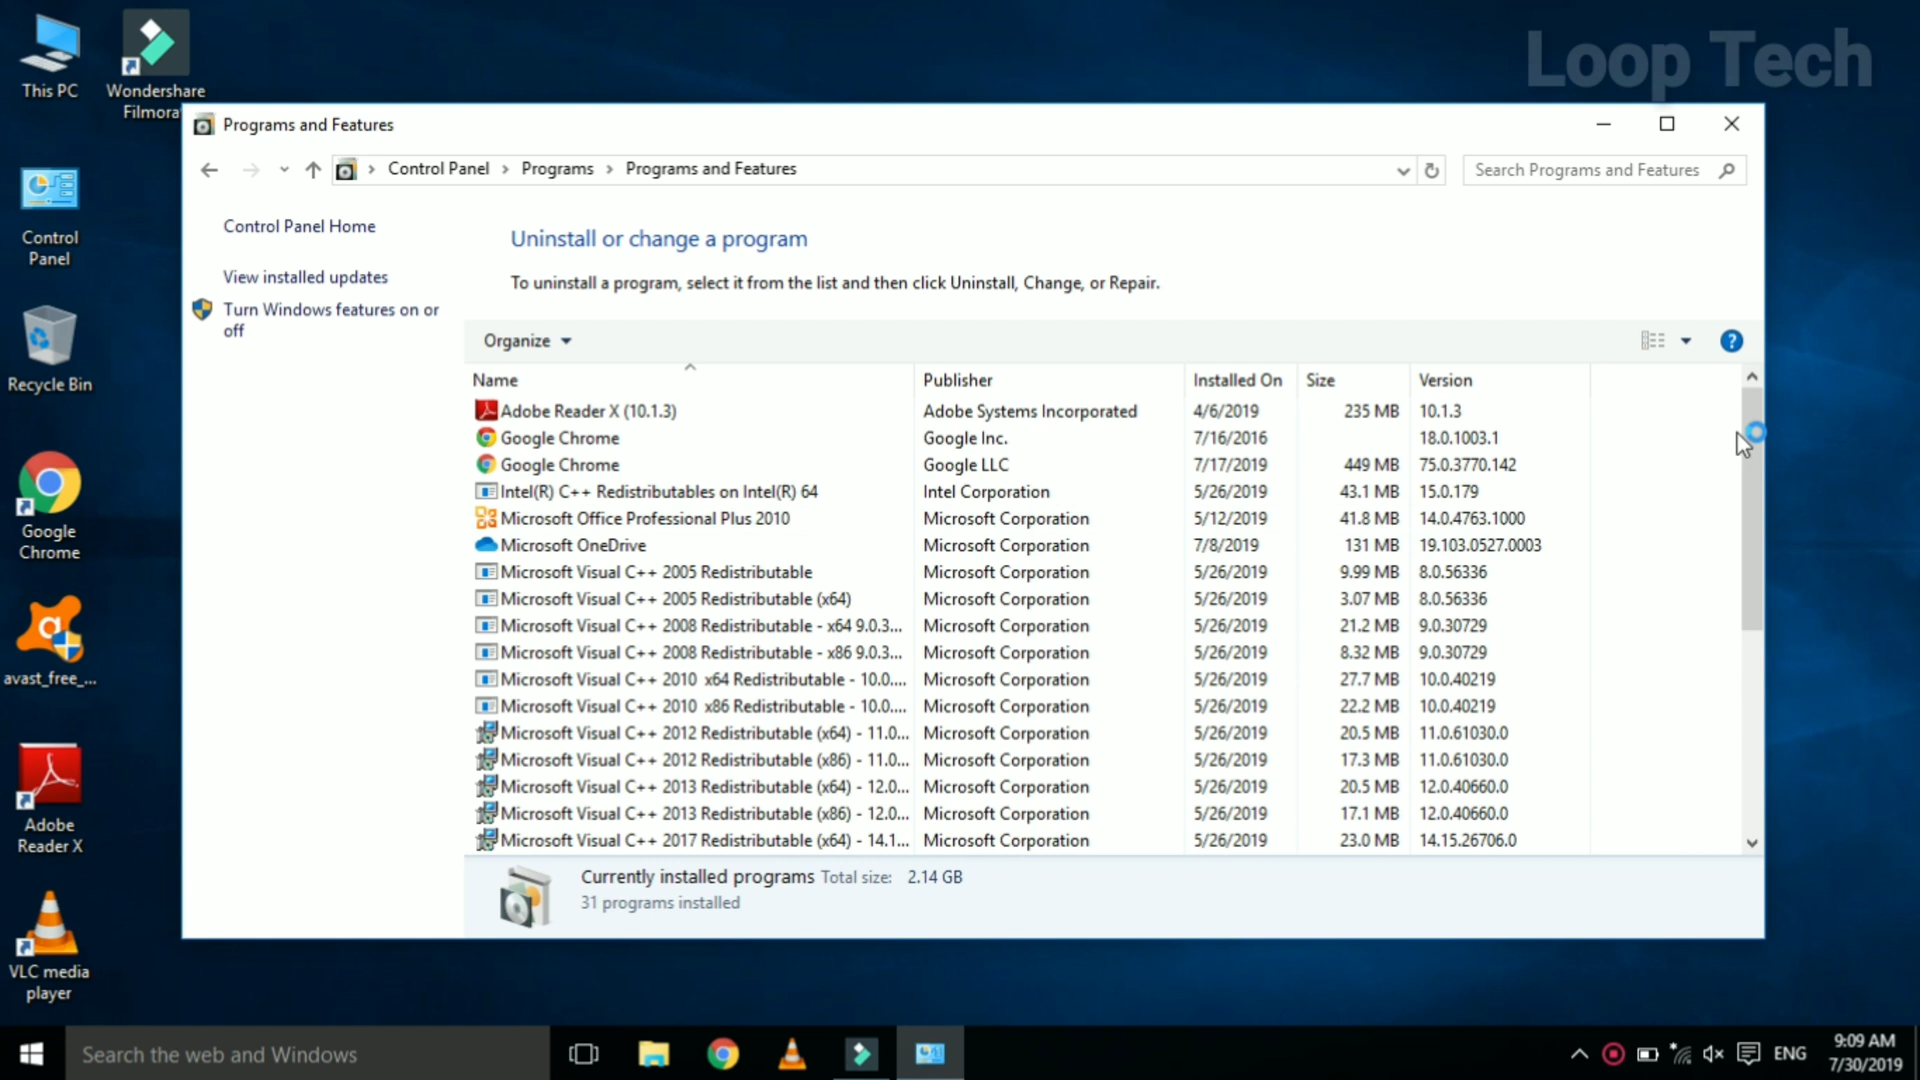 Loop Tech
This PC
Wondershare
Filmora
Control
Panel
Recycle Bin
Google
Chrome
avast_free_...
Adobe
Reader X
VLC media
player
Programs and Features
Control Panel > Programs > Programs and Features
Search Programs and Features
Control Panel Home
View installed updates
Turn Windows features on or
off
Uninstall or change a program
To uninstall a program, select it from the list and then click Uninstall, Change, or Repair.
Organize
Name Publisher Installed On Size Version
Adobe Reader X (10.1.3) Adobe Systems Incorporated 4/6/2019 235 MB 10.1.3
Google Chrome Google Inc. 7/16/2016 18.0.1003.1
Google Chrome Google LLC 7/17/2019 449 MB 75.0.3770.142
Intel(R) C++ Redistributables on Intel(R) 64 Intel Corporation 5/26/2019 43.1 MB 15.0.179
Microsoft Office Professional Plus 2010 Microsoft Corporation 5/12/2019 41.8 MB 14.0.4763.1000
Microsoft OneDrive Microsoft Corporation 7/8/2019 131 MB 19.103.0527.0003
Microsoft Visual C++ 2005 Redistributable Microsoft Corporation 5/26/2019 9.99 MB 8.0.56336
Microsoft Visual C++ 2005 Redistributable (x64) Microsoft Corporation 5/26/2019 3.07 MB 8.0.56336
Microsoft Visual C++ 2008 Redistributable - x64 9.0.3... Microsoft Corporation 5/26/2019 21.2 MB 9.0.30729
Microsoft Visual C++ 2008 Redistributable - x86 9.0.3... Microsoft Corporation 5/26/2019 8.32 MB 9.0.30729
Microsoft Visual C++ 2010 x64 Redistributable - 10.0.... Microsoft Corporation 5/26/2019 27.7 MB 10.0.40219
Microsoft Visual C++ 2010 x86 Redistributable - 10.0.... Microsoft Corporation 5/26/2019 22.2 MB 10.0.40219
Microsoft Visual C++ 2012 Redistributable (x64) - 11.0... Microsoft Corporation 5/26/2019 20.5 MB 11.0.61030.0
Microsoft Visual C++ 2012 Redistributable (x86) - 11.0... Microsoft Corporation 5/26/2019 17.3 MB 11.0.61030.0
Microsoft Visual C++ 2013 Redistributable (x64) - 12.0... Microsoft Corporation 5/26/2019 20.5 MB 12.0.40660.0
Microsoft Visual C++ 2013 Redistributable (x86) - 12.0... Microsoft Corporation 5/26/2019 17.1 MB 12.0.40660.0
Microsoft Visual C++ 2017 Redistributable (x64) - 14.1... Microsoft Corporation 5/26/2019 23.0 MB 14.15.26706.0
Currently installed programs Total size: 2.14 GB
31 programs installed
Search the web and Windows
ENG
9:09 AM
7/30/2019